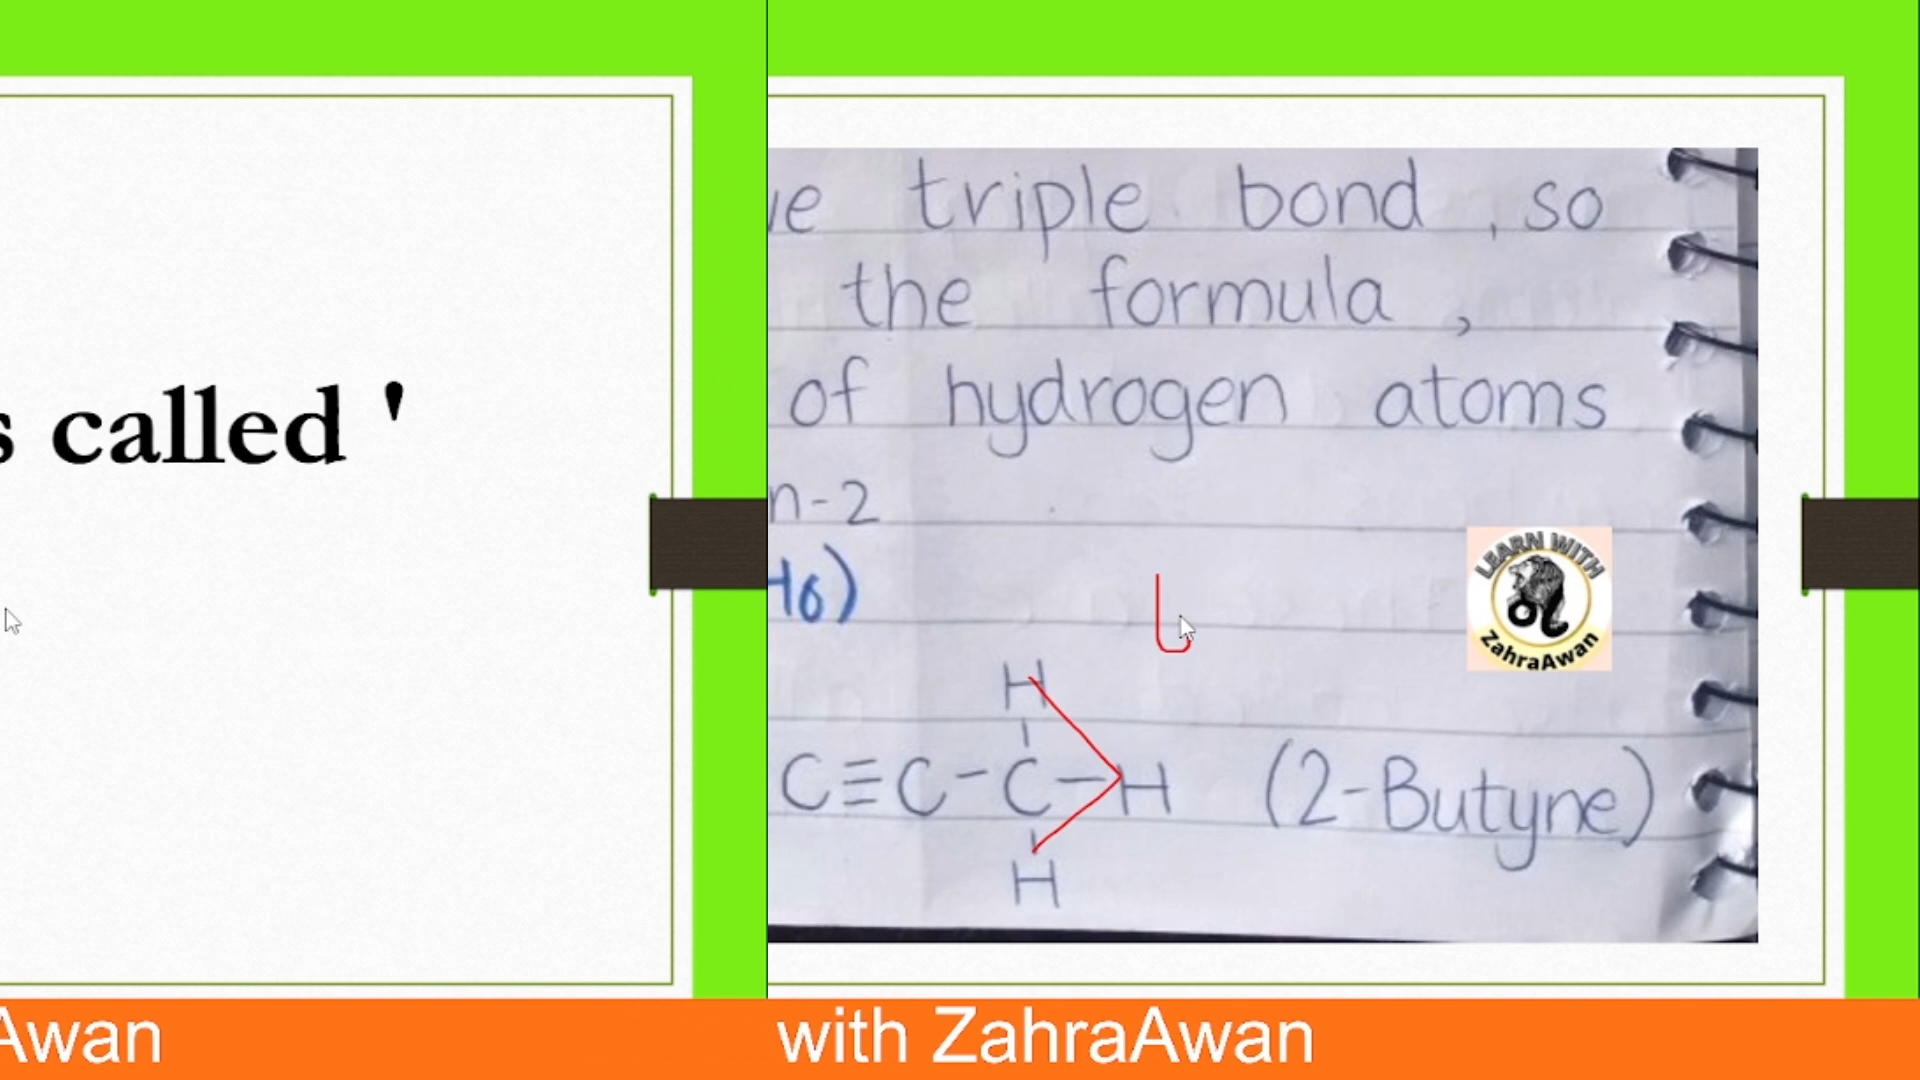 s called '
ve triple bond , so
the formula ,
of hydrogen atoms
n-2
H6)
LEARN WITH
ZahraAwan
H
C≡C-C-H (2-Butyne)
H
Awan
with ZahraAwan